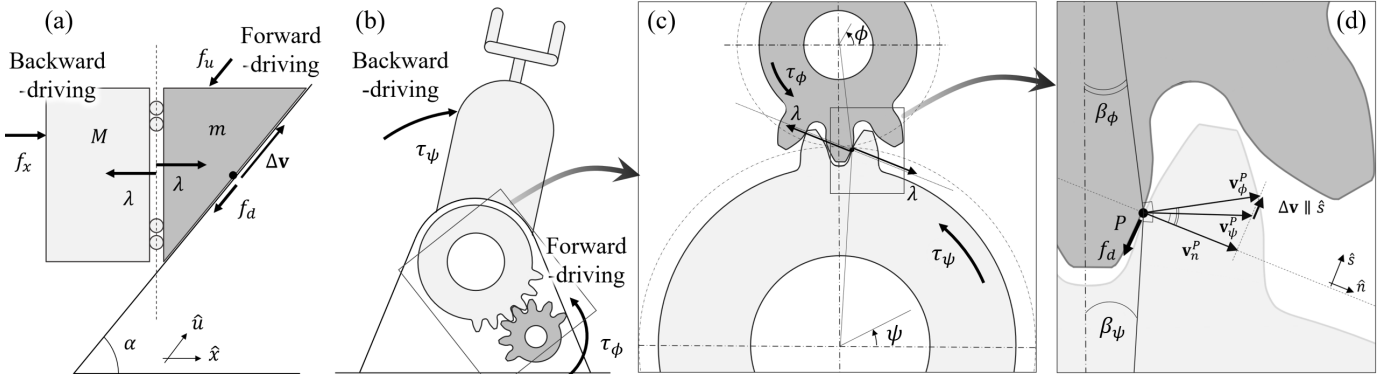 (a)
Forward
-driving
f_u
Backward
-driving
M
m
f_x
λ
λ
Δv
f_d
α
û
x̂
(b)
Backward
-driving
τ_ψ
Forward
-driving
τ_ϕ
(c)
ϕ
τ_ϕ
λ
λ
τ_ψ
ψ
(d)
β_ϕ
v_ϕ^P
Δv ∥ ŝ
P
v_ψ^P
f_d
v_n^P
ŝ
n̂
β_ψ